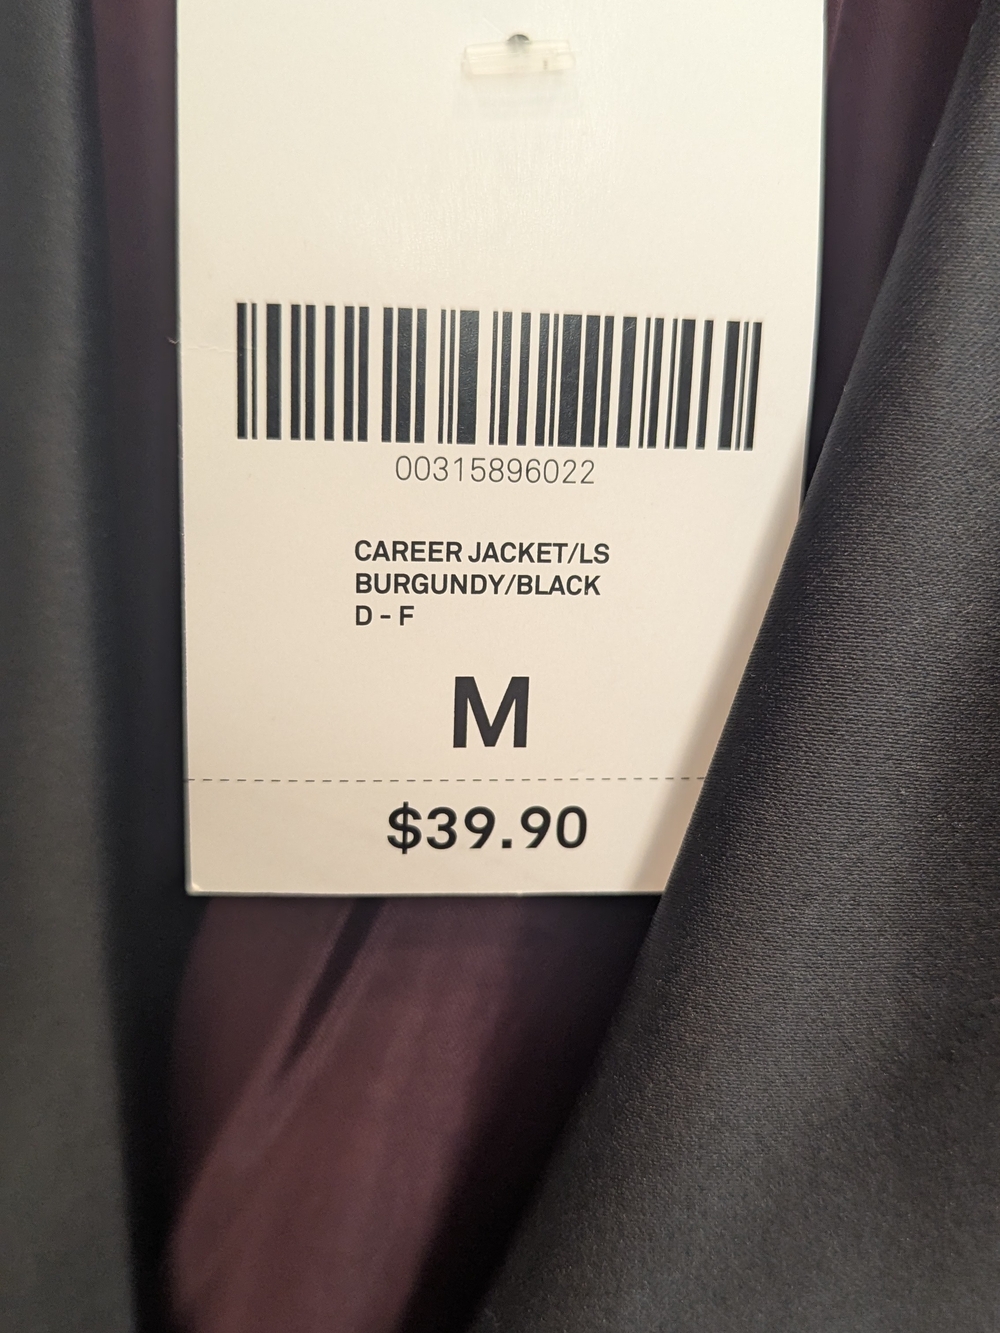 00315896022
CAREER JACKET/LS
BURGUNDY/BLACK
D - F
M
$39.90